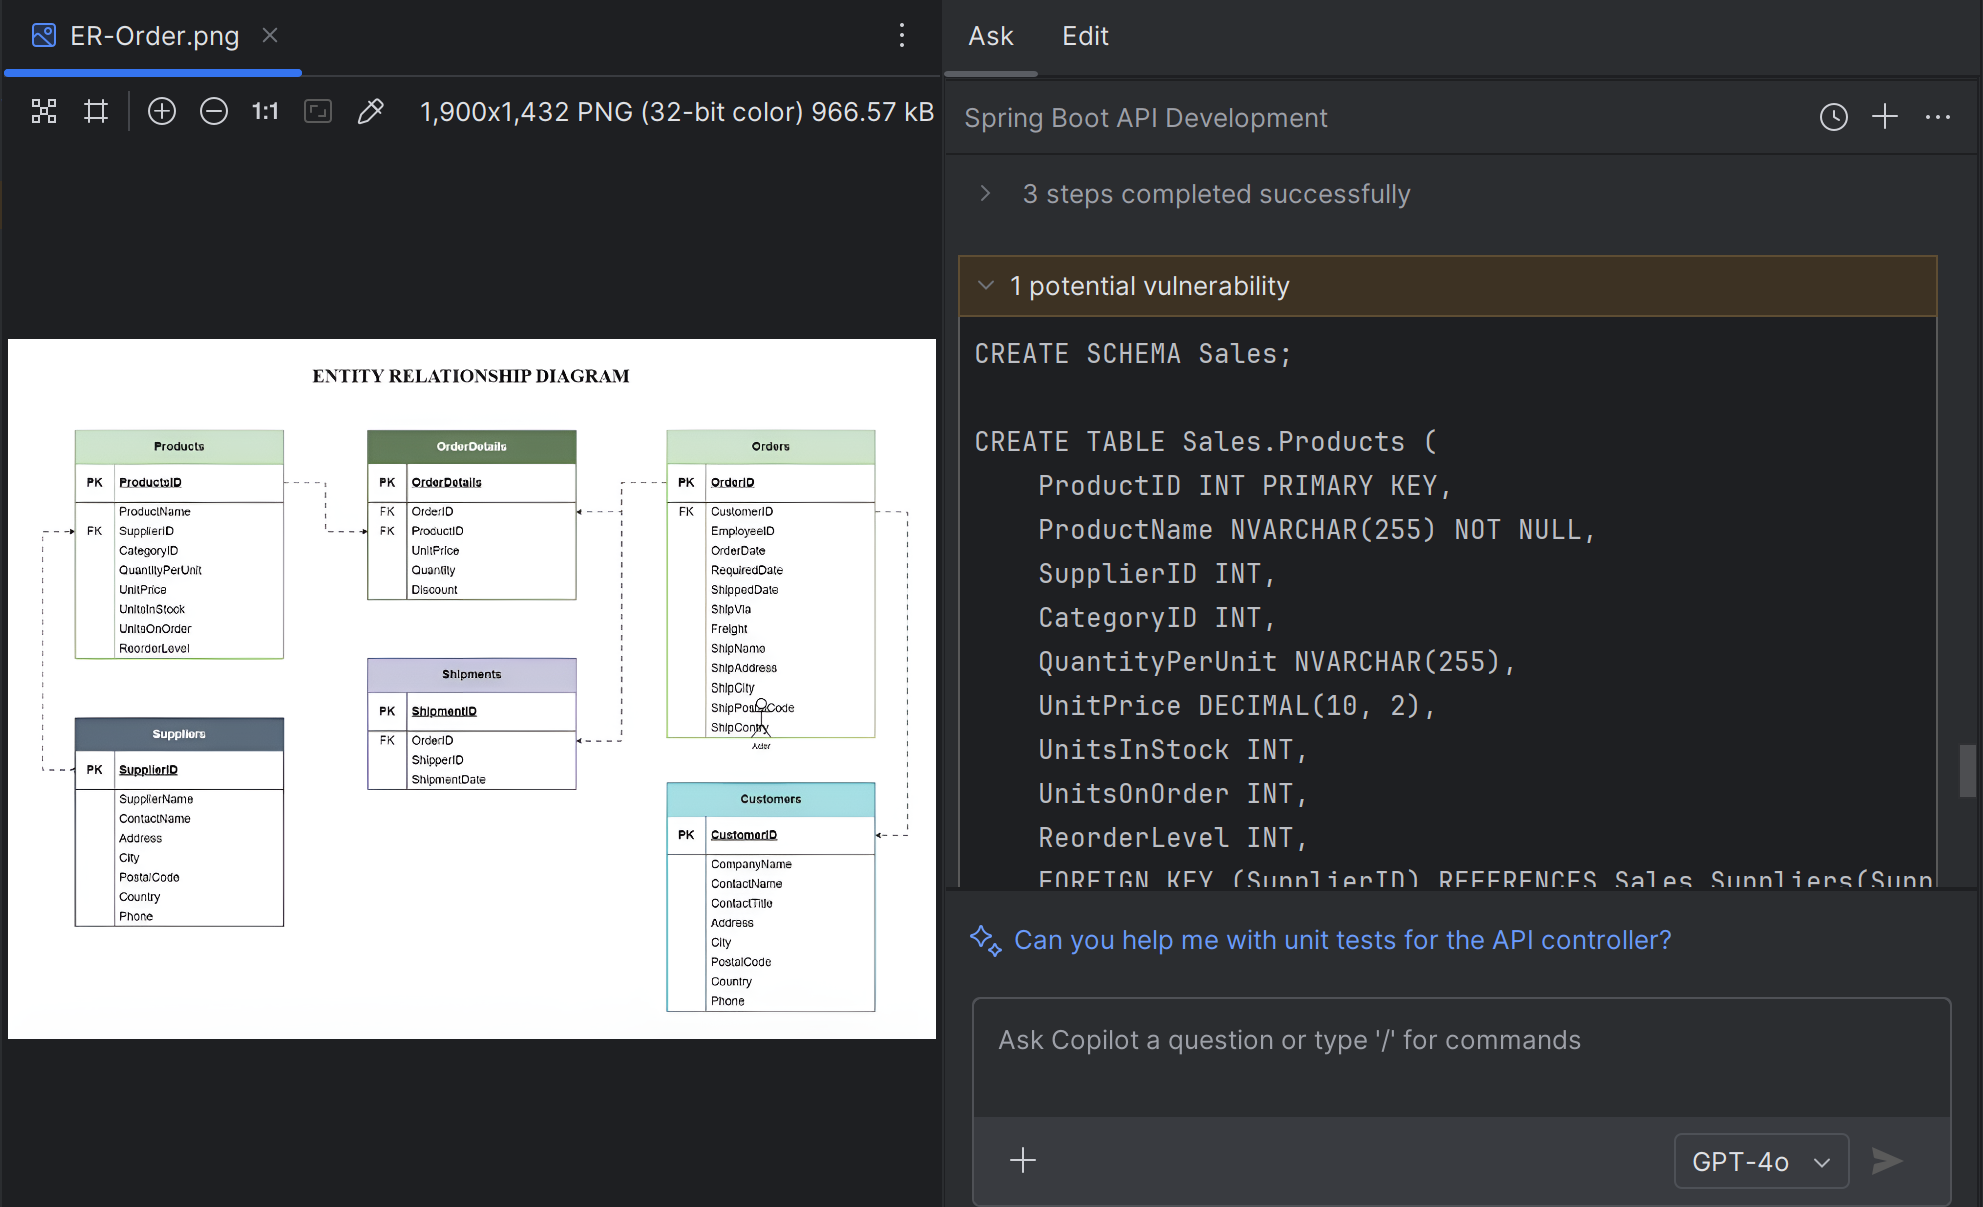 ER-Order.png
1:1
1,900x1,432 PNG (32-bit color) 966.57 kB
ENTITY RELATIONSHIP DIAGRAM
Products
PK ProductsID
ProductName
FK SupplierID
CategoryID
QuantityPerUnit
UnitPrice
UnitsInStock
UnitsOnOrder
ReorderLevel
Suppliers
PK SupplierID
SupplierName
ContactName
Address
City
PostalCode
Country
Phone
OrderDetails
PK OrderDetails
FK OrderID
FK ProductID
UnitPrice
Quantity
Discount
Shipments
PK ShipmentID
FK OrderID
ShipperID
ShipmentDate
Orders
PK OrderID
FK CustomerID
EmployeeID
OrderDate
RequiredDate
ShippedDate
ShipVia
Freight
ShipName
ShipAddress
ShipCity
ShipPostalCode
ShipContry
Customers
PK CustomerID
CompanyName
ContactName
ContactTitle
Address
City
PostalCode
Country
Phone
Ask Edit
Spring Boot API Development
3 steps completed successfully
1 potential vulnerability
CREATE SCHEMA Sales;
CREATE TABLE Sales.Products (
ProductID INT PRIMARY KEY,
ProductName NVARCHAR(255) NOT NULL,
SupplierID INT,
CategoryID INT,
QuantityPerUnit NVARCHAR(255),
UnitPrice DECIMAL(10, 2),
UnitsInStock INT,
UnitsOnOrder INT,
ReorderLevel INT,
FOREIGN KEY (SupplierID) REFERENCES Sales.Suppliers(Supp
Can you help me with unit tests for the API controller?
Ask Copilot a question or type '/' for commands
GPT-4o